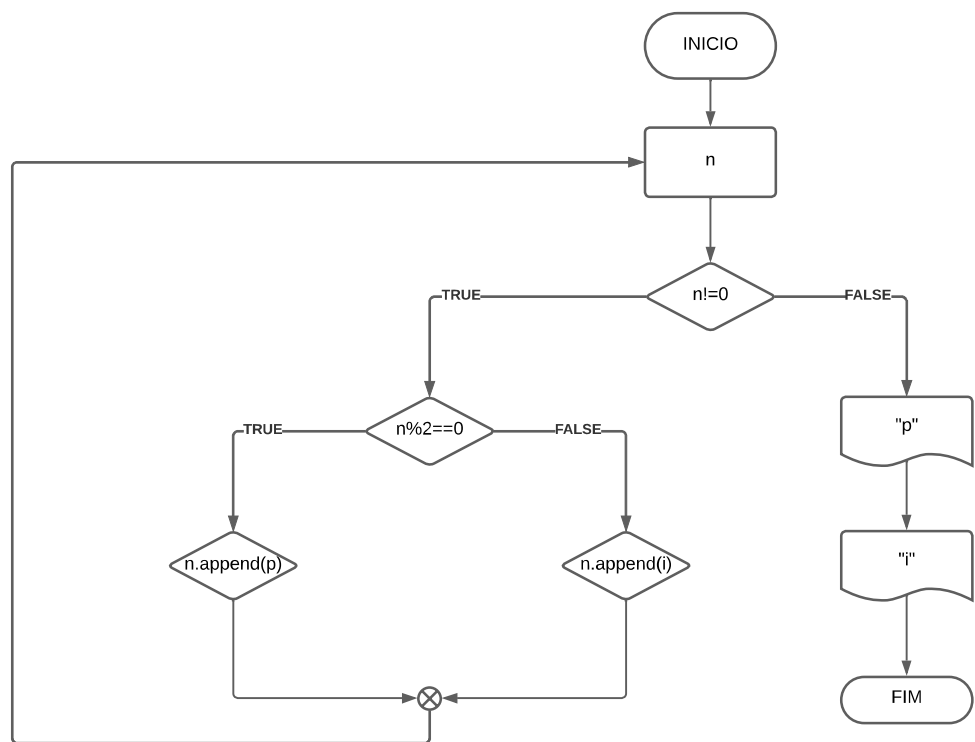 INICIO
n
n!=0
TRUE
FALSE
n%2==0
TRUE
FALSE
n.append(p)
n.append(i)
"p"
"i"
FIM